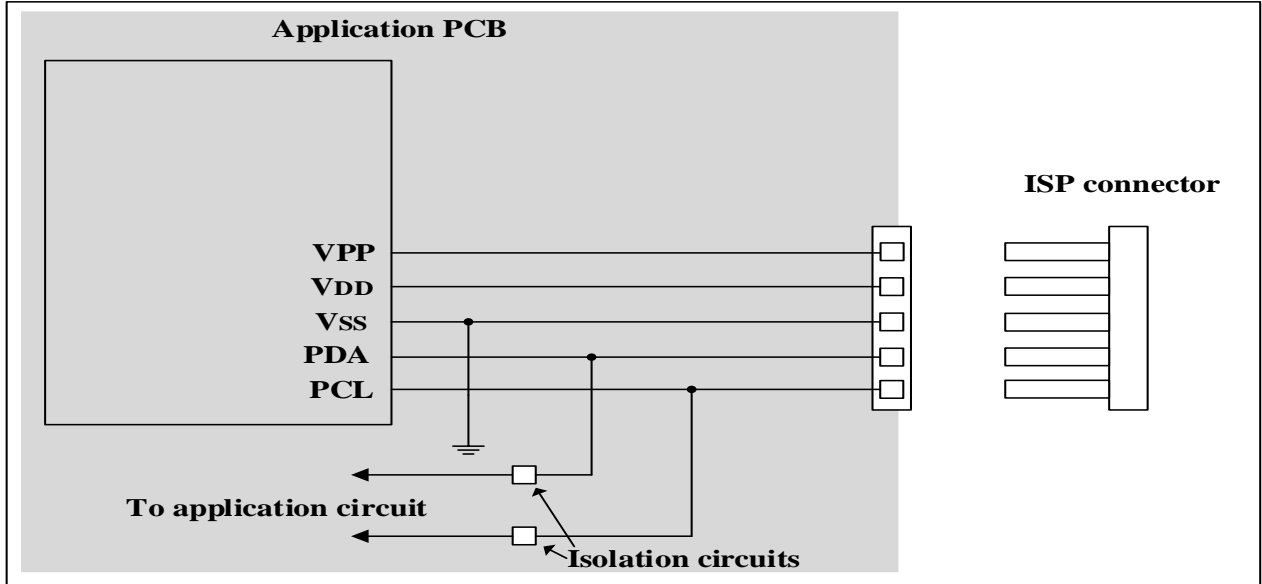 Application PCB
ISP connector
VPP
VDD
VSS
PDA
PCL
To application circuit
Isolation circuits